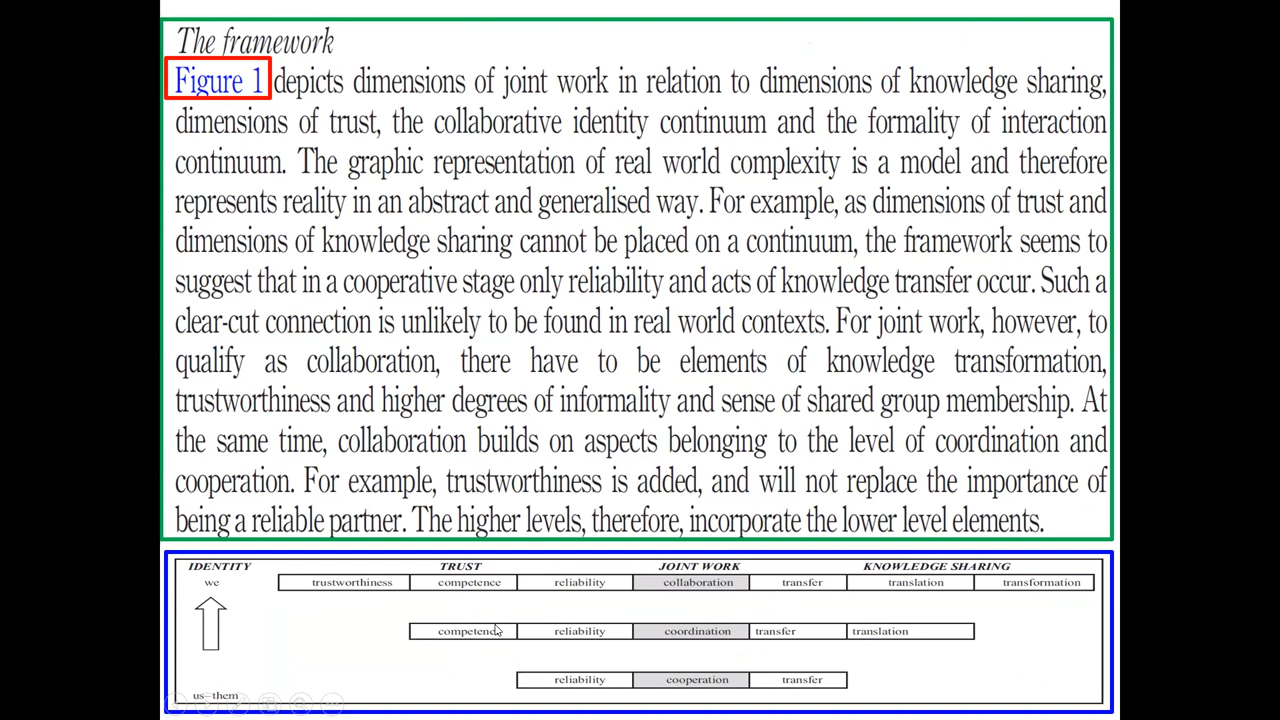 The framework
Figure 1 depicts dimensions of joint work in relation to dimensions of knowledge sharing,
dimensions of trust, the collaborative identity continuum and the formality of interaction
continuum. The graphic representation of real world complexity is a model and therefore
represents reality in an abstract and generalised way. For example, as dimensions of trust and
dimensions of knowledge sharing cannot be placed on a continuum, the framework seems to
suggest that in a cooperative stage only reliability and acts of knowledge transfer occur. Such a
clear-cut connection is unlikely to be found in real world contexts. For joint work, however, to
qualify as collaboration, there have to be elements of knowledge transformation,
trustworthiness and higher degrees of informality and sense of shared group membership. At
the same time, collaboration builds on aspects belonging to the level of coordination and
cooperation. For example, trustworthiness is added, and will not replace the importance of
being a reliable partner. The higher levels, therefore, incorporate the lower level elements.
IDENTITY TRUST JOINT WORK KNOWLEDGE SHARING
we trustworthiness competence reliability collaboration transfer translation transformation
competence reliability coordination transfer translation
reliability cooperation transfer
us–them